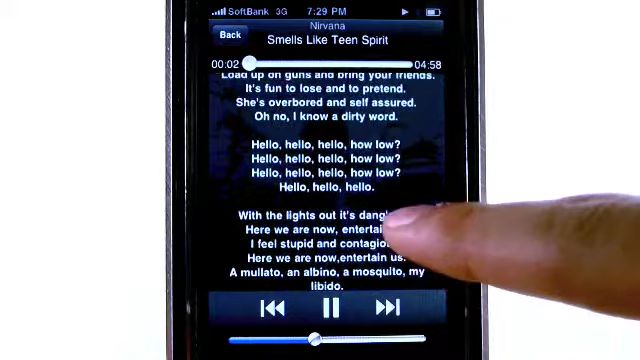 SoftBank 3G 7:29 PM
Nirvana
Back
Smells Like Teen Spirit
00:02 04:58
Load up on guns and bring your friends.
It's fun to lose and to pretend.
She's overbored and self assured.
Oh no, I know a dirty word.
Hello, hello, hello, how low?
Hello, hello, hello, how low?
Hello, hello, hello, how low?
Hello, hello, hello.
With the lights out it's dang
Here we are now, entertai
I feel stupid and contagiou
Here we are now,entertain us.
A mullato, an albino, a mosquito, my
libido.